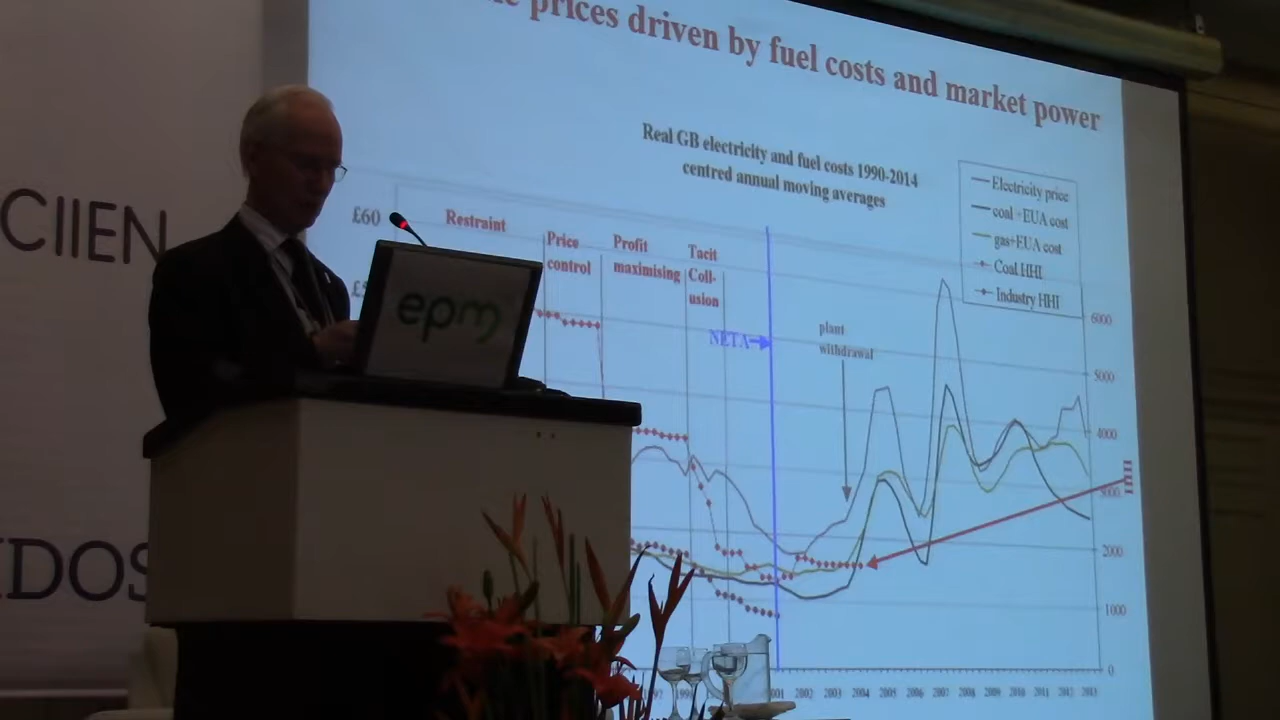 prices driven by fuel costs and market power
Real GB electricity and fuel costs 1990-2014
centred annual moving averages
Electricity price
coal +EUA cost
gas+EUA cost
Coal HHI
Industry HHI
£60
Restraint
Price
control
Profit
maximising
Tacit
Coll-
usion
NETA
plant
withdrawal
6000
5000
4000
2000
1000
0
HHI
2002 2003 2004 2005 2006 2007 2008 2009 2010 2011 2012 2013
epm
CIIEN
DOS